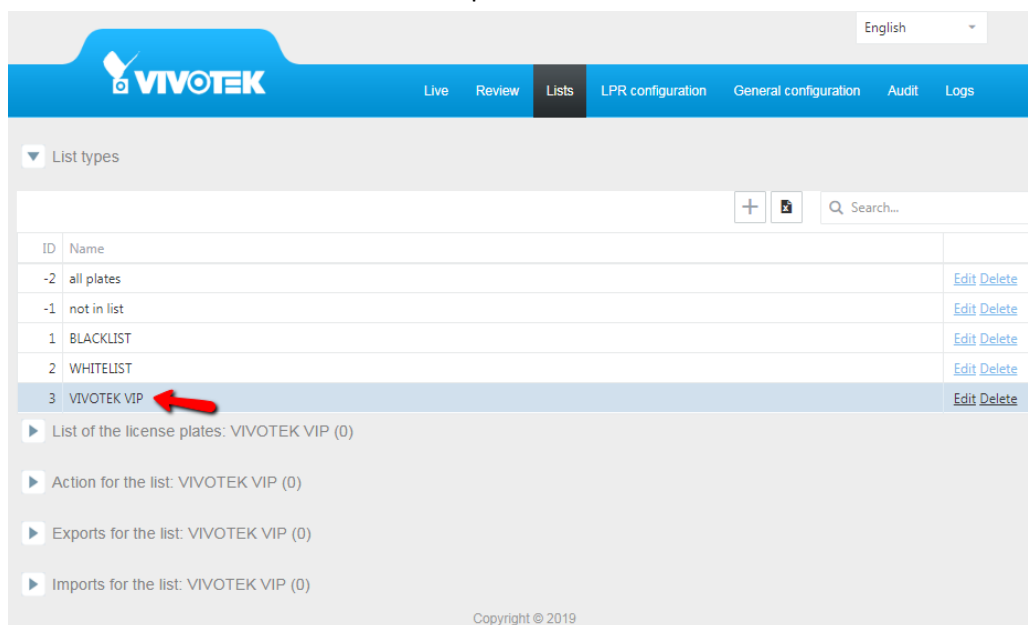 English
VIVOTEK
Live Review Lists LPR configuration General configuration Audit Logs
List types
Search...
ID Name
-2 all plates Edit Delete
-1 not in list Edit Delete
1 BLACKLIST Edit Delete
2 WHITELIST Edit Delete
3 VIVOTEK VIP Edit Delete
List of the license plates: VIVOTEK VIP (0)
Action for the list: VIVOTEK VIP (0)
Exports for the list: VIVOTEK VIP (0)
Imports for the list: VIVOTEK VIP (0)
Copyright © 2019